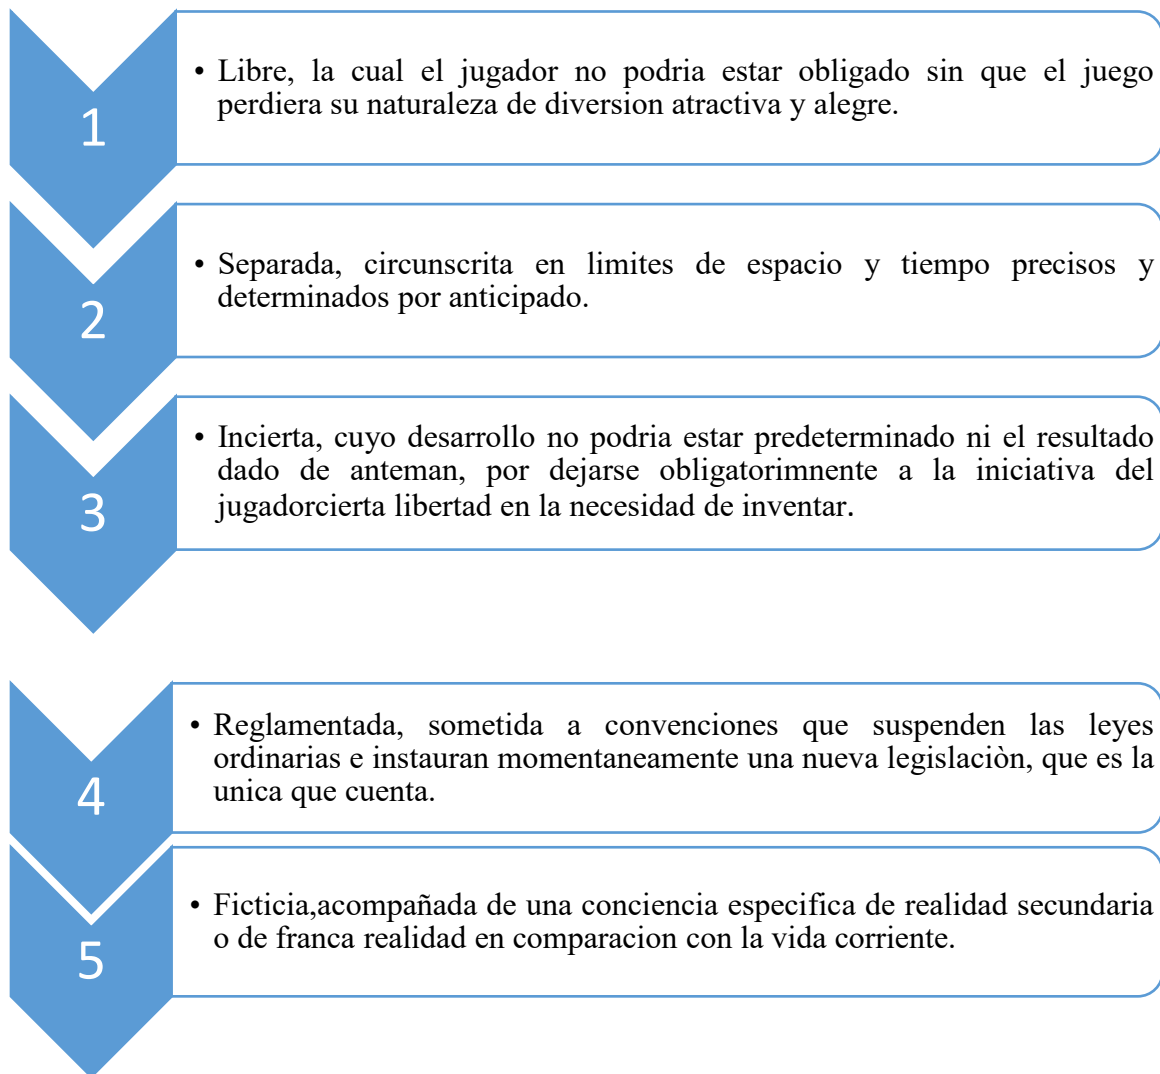 1
• Libre, la cual el jugador no podria estar obligado sin que el juego
perdiera su naturaleza de diversion atractiva y alegre.
2
• Separada, circunscrita en limites de espacio y tiempo precisos y
determinados por anticipado.
3
• Incierta, cuyo desarrollo no podria estar predeterminado ni el resultado
dado de anteman, por dejarse obligatorimnente a la iniciativa del
jugadorcierta libertad en la necesidad de inventar.
4
• Reglamentada, sometida a convenciones que suspenden las leyes
ordinarias e instauran momentaneamente una nueva legislaciòn, que es la
unica que cuenta.
5
• Ficticia,acompañada de una conciencia especifica de realidad secundaria
o de franca realidad en comparacion con la vida corriente.